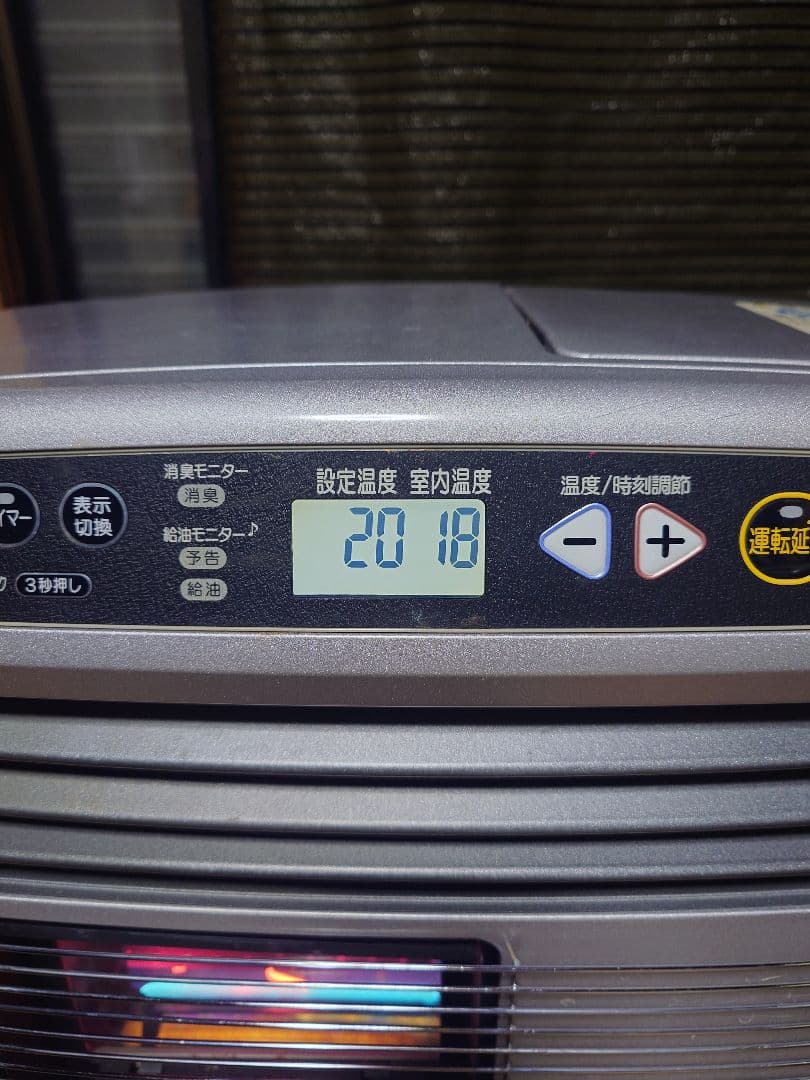 消臭モニター
消臭
給油モニター♪
予告
給油
表示
切換
3秒押し
設定温度 室内温度
20 18
温度/時刻調節
－ ＋
運転延